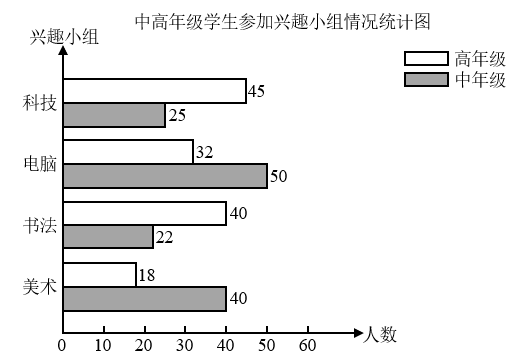 中高年级学生参加兴趣小组情况统计图
兴趣小组
高年级
中年级
科技
45
25
电脑
32
50
书法
40
22
美术
18
40
0 10 20 30 40 50 60
人数